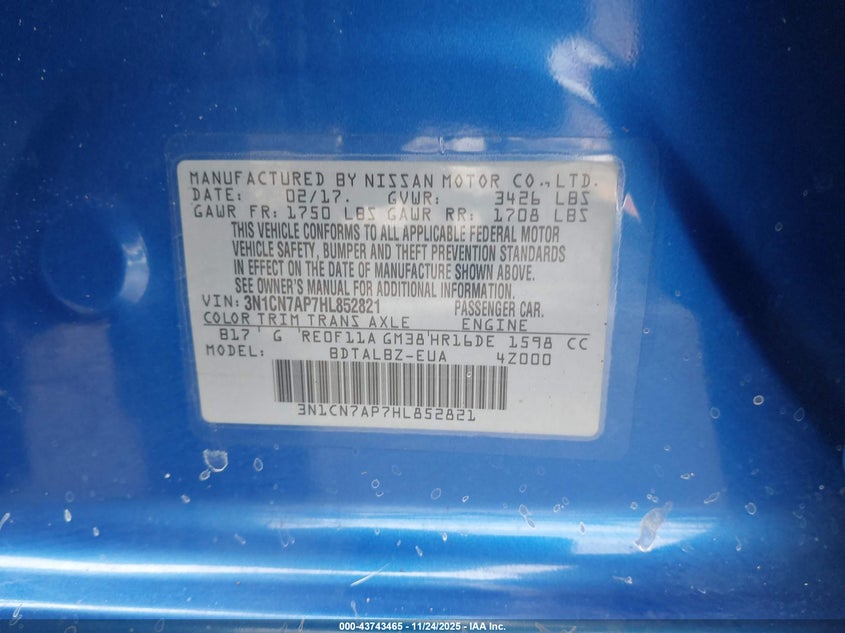 MANUFACTURED BY NISSAN MOTOR CO., LTD.
DATE: 02/17. GVWR: 3426 LBS
GAWR FR: 1750 LBS GAWR RR: 1708 LBS
THIS VEHICLE CONFORMS TO ALL APPLICABLE FEDERAL MOTOR
VEHICLE SAFETY, BUMPER AND THEFT PREVENTION STANDARDS
IN EFFECT ON THE DATE OF MANUFACTURE SHOWN ABOVE.
SEE OWNER'S MANUAL FOR ADDITIONAL INFORMATION.
VIN: 3N1CN7AP7HL852821 PASSENGER CAR.
COLOR TRIM TRANS AXLE ENGINE
B17 G RE0F11A GM38 HR16DE 1598 CC
MODEL: BDTALBZ-EUA 4Z000
3N1CN7AP7HL852821
000-43743465 - 11/24/2025 - IAA Inc.